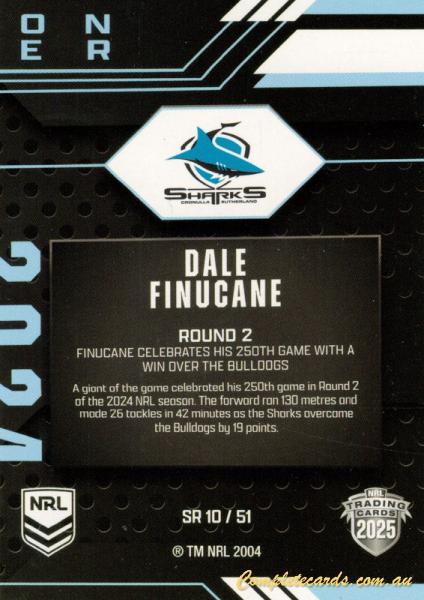 ON
ER
SHARKS
CRONULLA SUTHERLAND
2024
DALE
FINUCANE
ROUND 2
FINUCANE CELEBRATES HIS 250TH GAME WITH A
WIN OVER THE BULLDOGS
A giant of the game celebrated his 250th game in Round 2
of the 2024 NRL season. The forward ran 130 metres and
made 26 tackles in 42 minutes as the Sharks overcame
the Bulldogs by 19 points.
NRL
SR 10 / 51
NRL
TRADING
CARDS
2025
® TM NRL 2004
Completecards.com.au